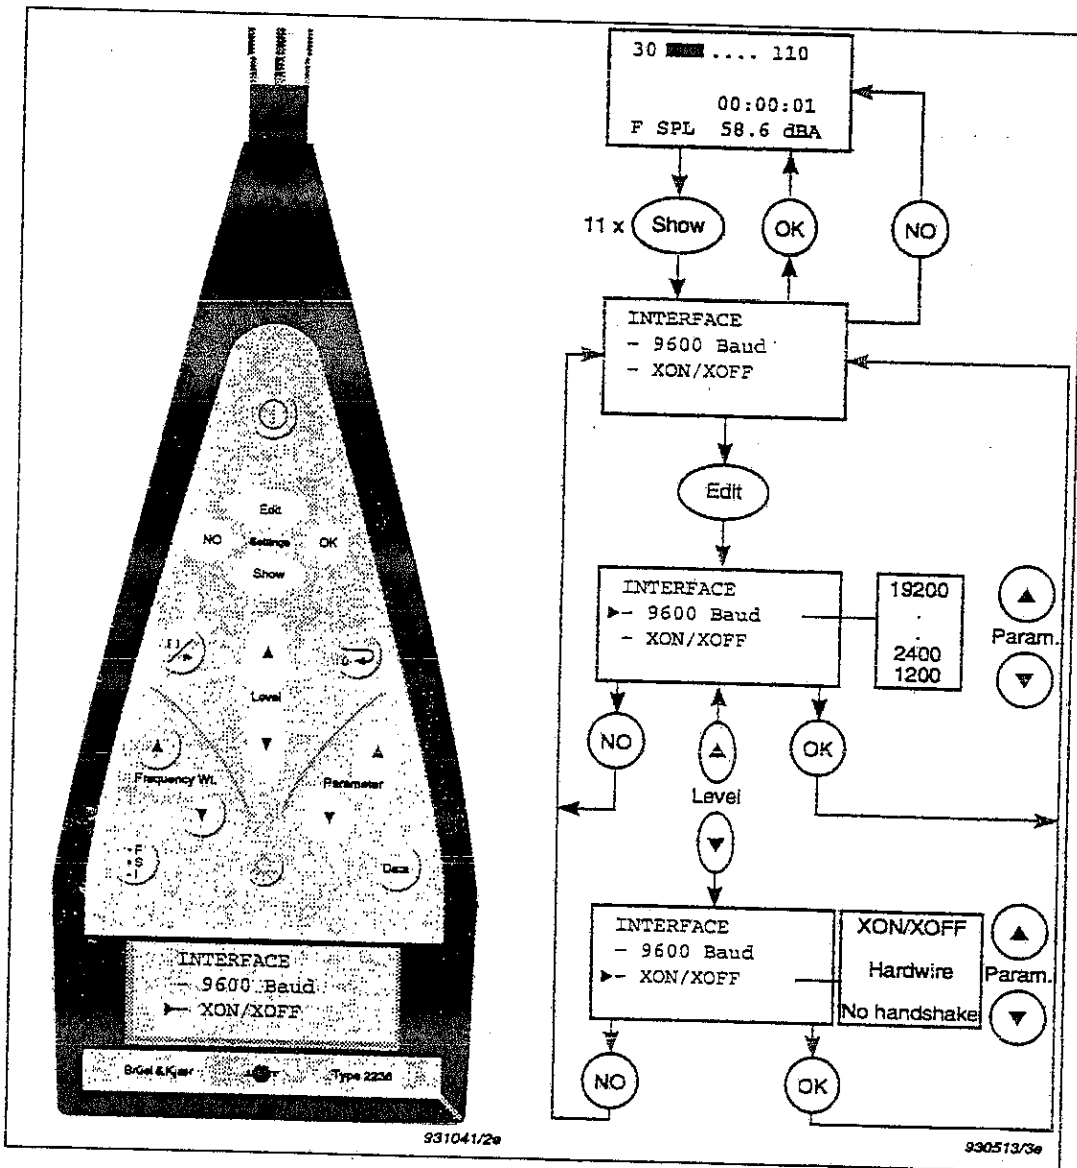 Edit
NO Settings OK
Show
Level
Frequency Wt.
Parameter
F
S
I
Data
INTERFACE
- 9600 Baud
- XON/XOFF
Brüel & Kjær
931041/2e
30 .... 110
00:00:01
F SPL 58.6 dBA
11 x Show
OK
NO
INTERFACE
- 9600 Baud
- XON/XOFF
Edit
INTERFACE
- 9600 Baud
- XON/XOFF
19200
.
.
2400
1200
Param.
NO
OK
Level
INTERFACE
- 9600 Baud
- XON/XOFF
XON/XOFF
Hardwire
No handshake
Param.
NO
OK
930513/3e